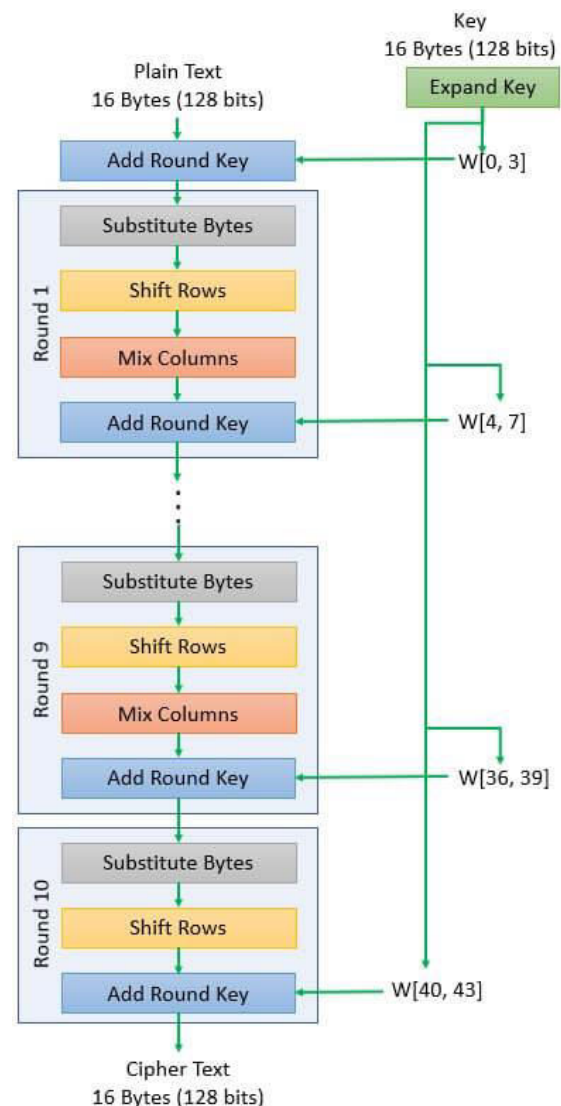 Key
16 Bytes (128 bits)
Expand Key
Plain Text
16 Bytes (128 bits)
Add Round Key
W[0, 3]
Round 1
Substitute Bytes
Shift Rows
Mix Columns
Add Round Key
W[4, 7]
Round 9
Substitute Bytes
Shift Rows
Mix Columns
Add Round Key
W[36, 39]
Round 10
Substitute Bytes
Shift Rows
Add Round Key
W[40, 43]
Cipher Text
16 Bytes (128 bits)